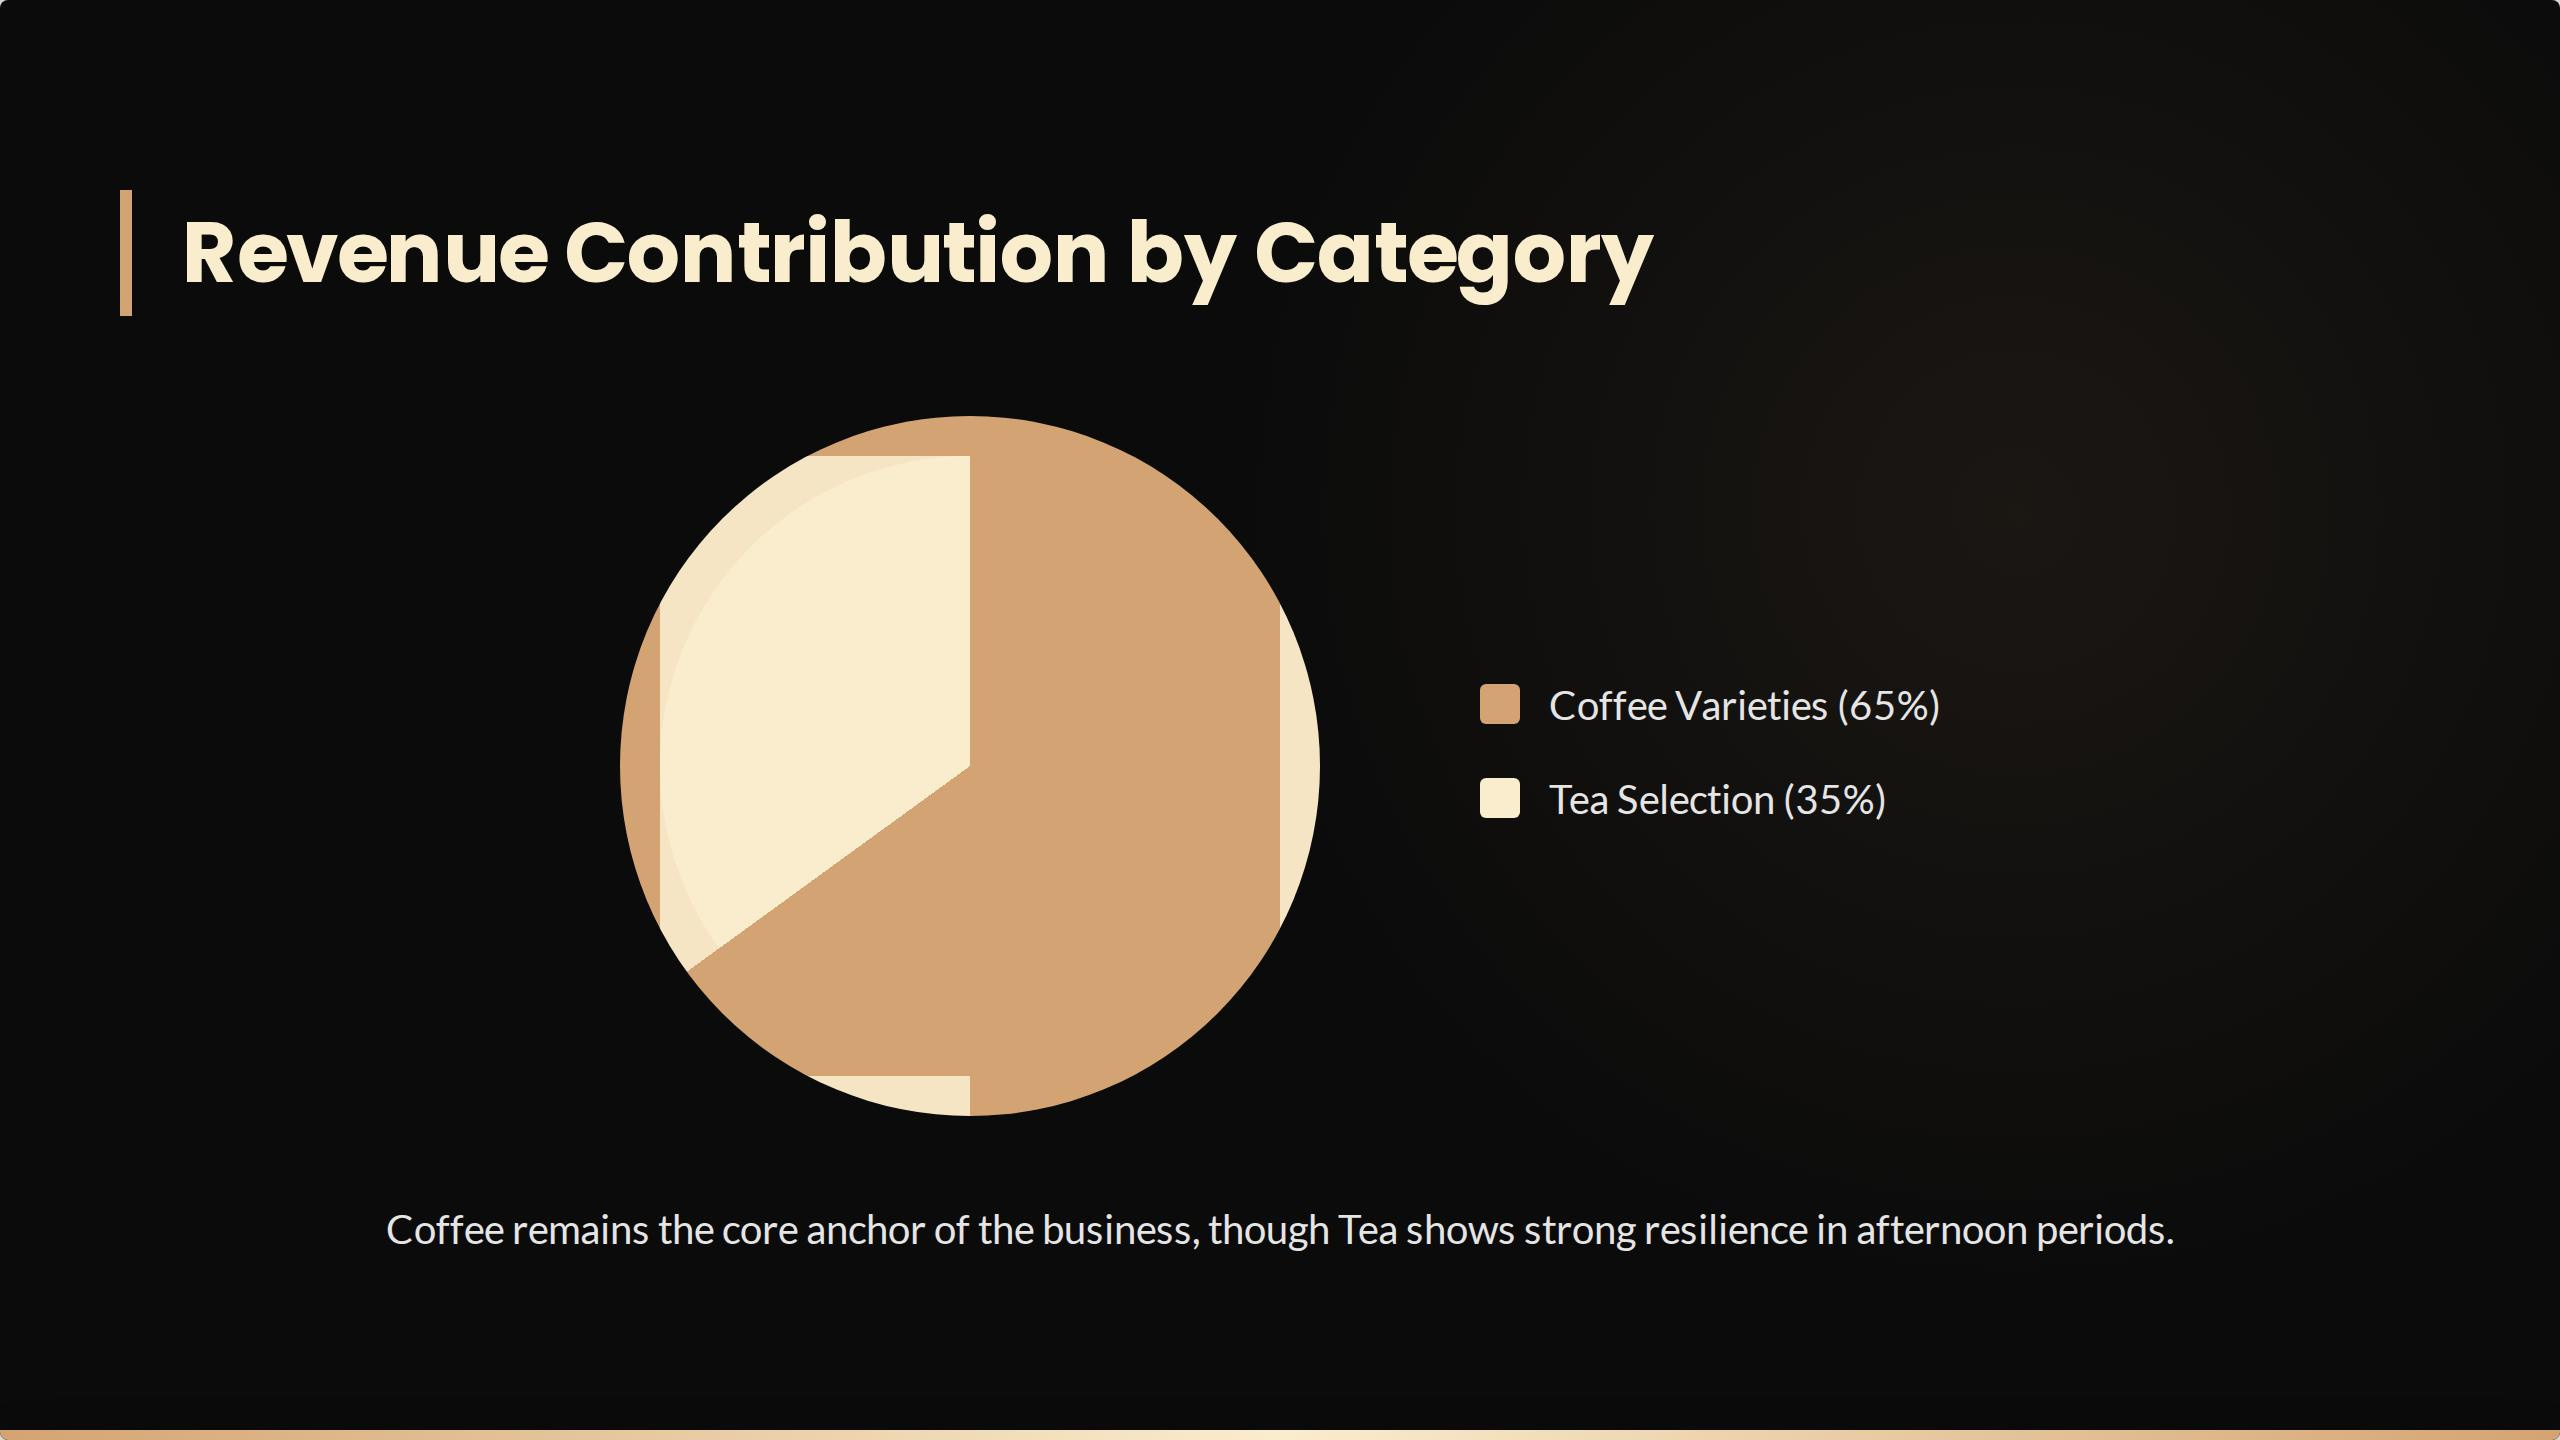 Revenue Contribution by Category
Coffee Varieties (65%)
Tea Selection (35%)
Coffee remains the core anchor of the business, though Tea shows strong resilience in afternoon periods.